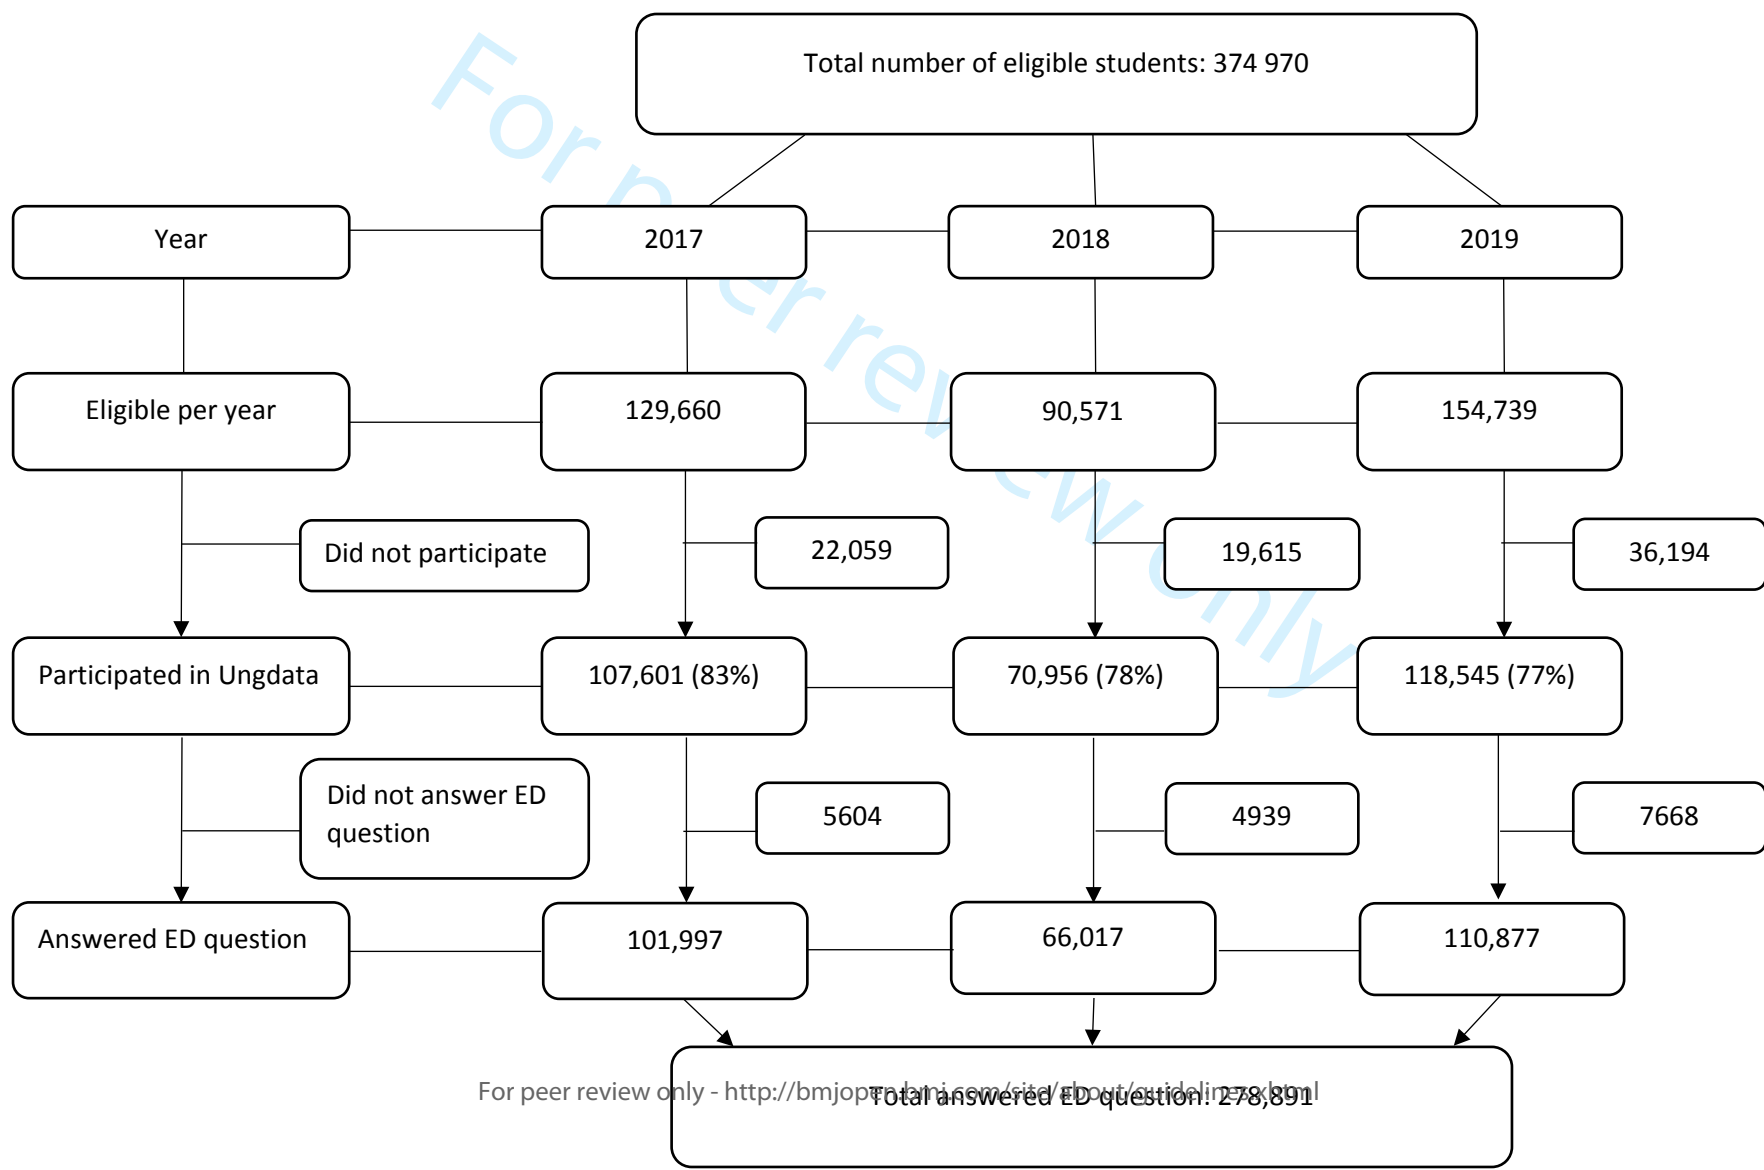 Total number of eligible students: 374 970
Year
2017
2018
2019
Eligible per year
129,660
90,571
154,739
Did not participate
22,059
19,615
36,194
Participated in Ungdata
107,601 (83%)
70,956 (78%)
118,545 (77%)
Did not answer ED
question
5604
4939
7668
Answered ED question
101,997
66,017
110,877
Total answered ED question: 278,891
For peer review only - http://bmjopen.bmj.com/site/about/guidelines.xhtml
For peer review only